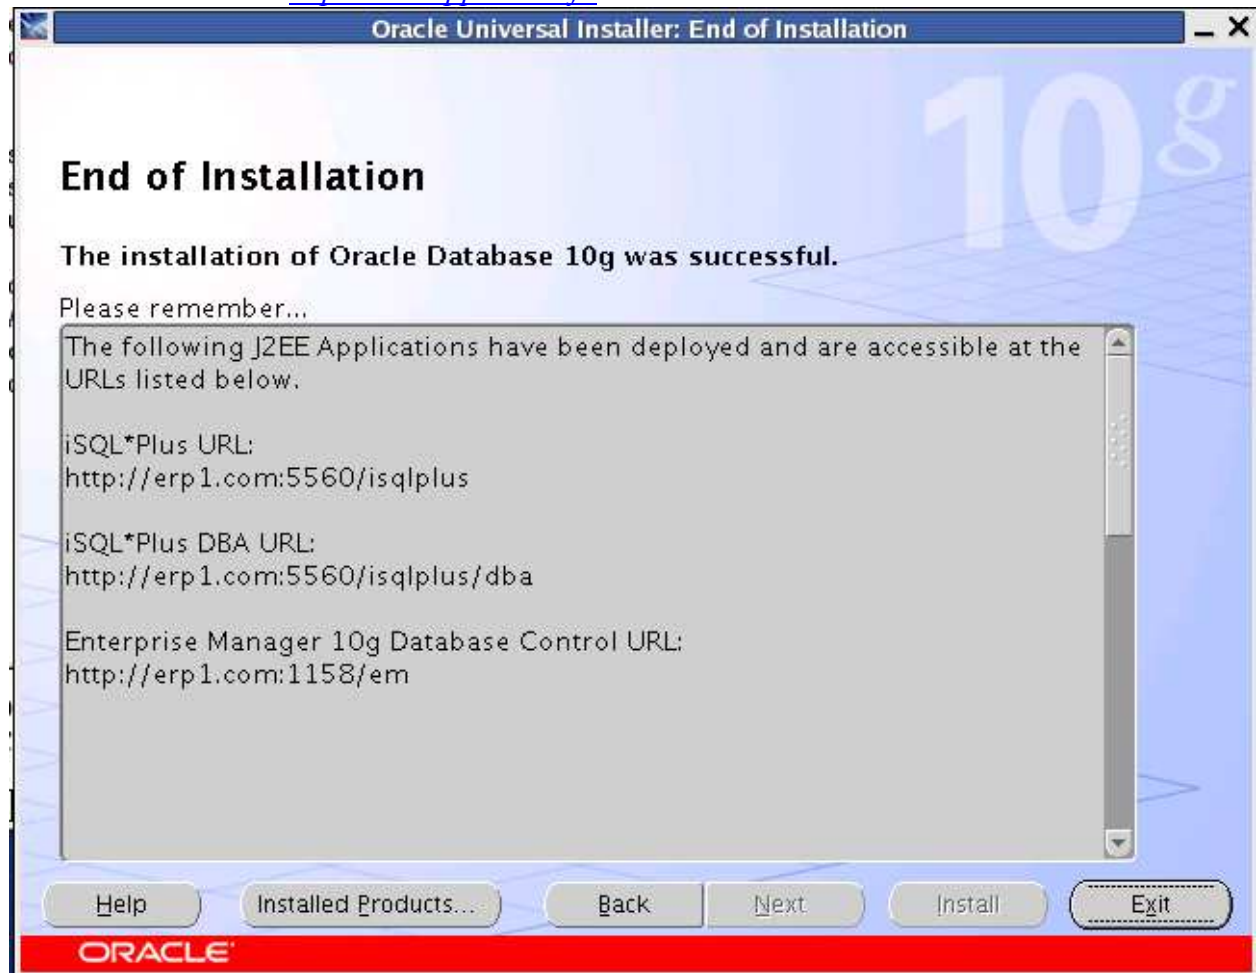 Oracle Universal Installer: End of Installation
10g
End of Installation
The installation of Oracle Database 10g was successful.
Please remember...
The following J2EE Applications have been deployed and are accessible at the
URLs listed below.
iSQL*Plus URL:
http://erp1.com:5560/isqlplus
iSQL*Plus DBA URL:
http://erp1.com:5560/isqlplus/dba
Enterprise Manager 10g Database Control URL:
http://erp1.com:1158/em
Help Installed Products... Back Next Install Exit
ORACLE